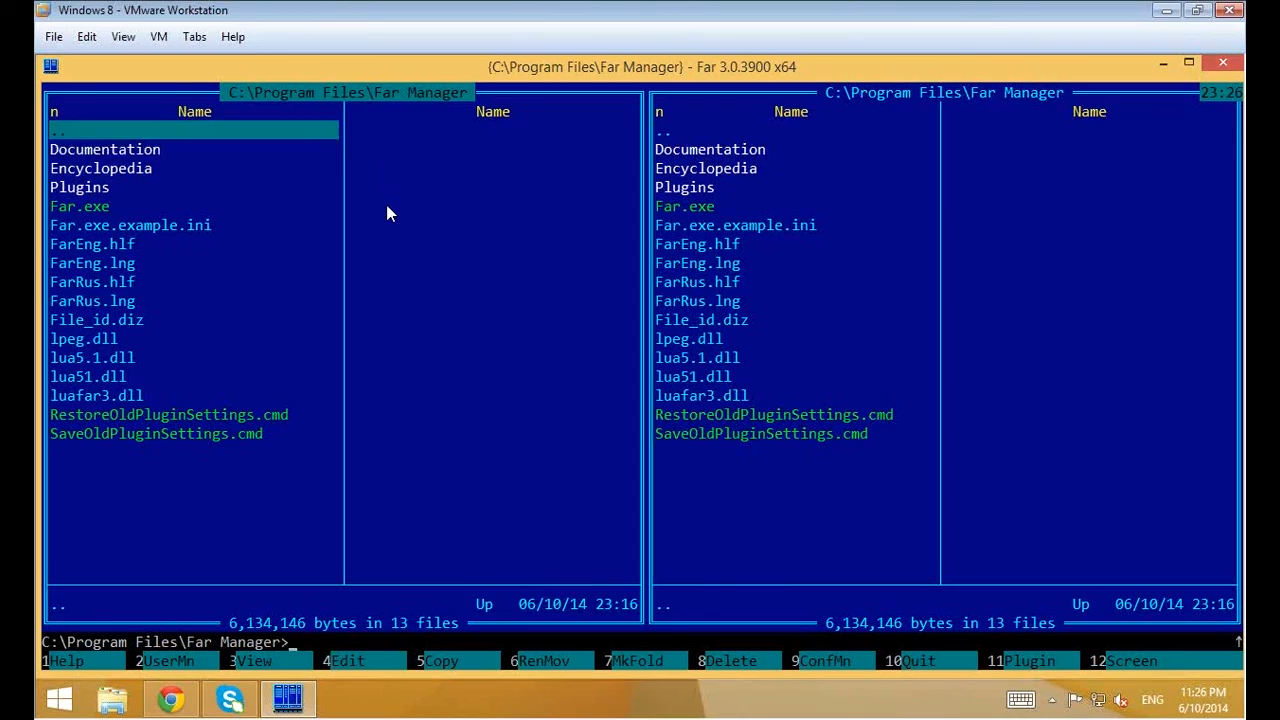 Windows 8 - VMware Workstation
File Edit View VM Tabs Help
{C:\Program Files\Far Manager} - Far 3.0.3900 x64
C:\Program Files\Far Manager
n Name Name
..
Documentation
Encyclopedia
Plugins
Far.exe
Far.exe.example.ini
FarEng.hlf
FarEng.lng
FarRus.hlf
FarRus.lng
File_id.diz
lpeg.dll
lua5.1.dll
lua51.dll
luafar3.dll
RestoreOldPluginSettings.cmd
SaveOldPluginSettings.cmd
.. Up 06/10/14 23:16
6,134,146 bytes in 13 files
C:\Program Files\Far Manager 23:26
n Name Name
..
Documentation
Encyclopedia
Plugins
Far.exe
Far.exe.example.ini
FarEng.hlf
FarEng.lng
FarRus.hlf
FarRus.lng
File_id.diz
lpeg.dll
lua5.1.dll
lua51.dll
luafar3.dll
RestoreOldPluginSettings.cmd
SaveOldPluginSettings.cmd
.. Up 06/10/14 23:16
6,134,146 bytes in 13 files
C:\Program Files\Far Manager>
1Help 2UserMn 3View 4Edit 5Copy 6RenMov 7MkFold 8Delete 9ConfMn 10Quit 11Plugin 12Screen
ENG 11:26 PM
6/10/2014